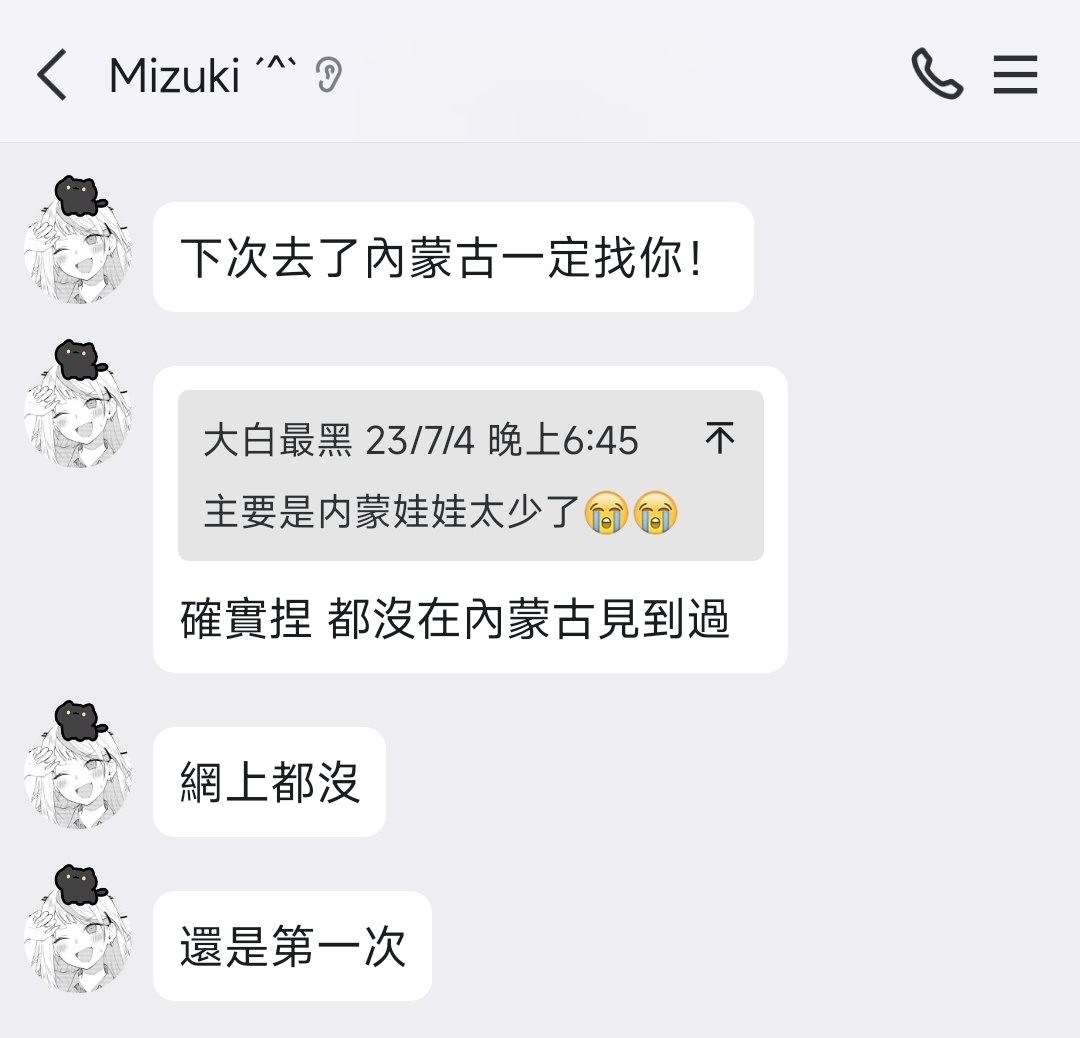 Mizuki ˊ^ˋ
下次去了內蒙古一定找你！
大白最黑 23/7/4 晚上6:45
主要是内蒙娃娃太少了😭😭
確實捏 都沒在內蒙古見到過
網上都沒
還是第一次